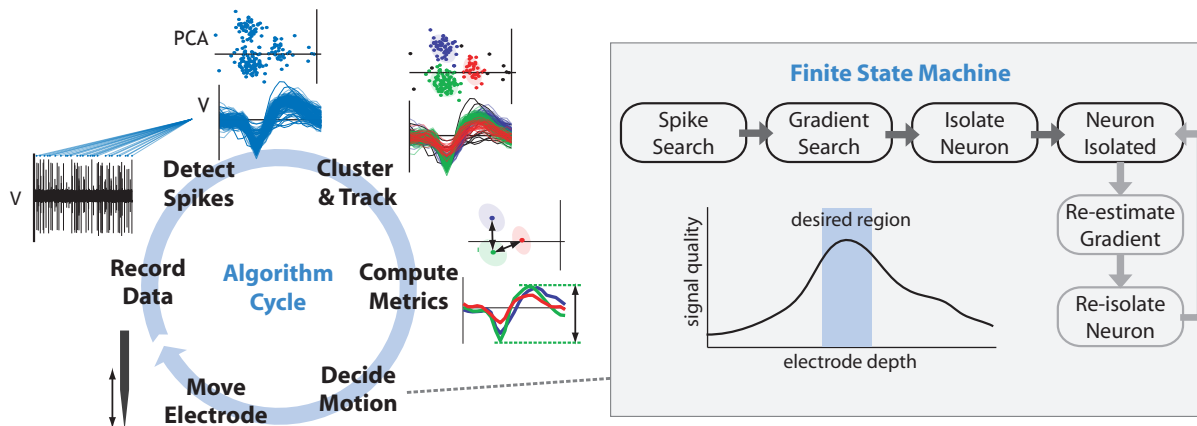 PCA
V
V
Detect
Spikes
Cluster
& Track
Record
Data
Algorithm
Cycle
Compute
Metrics
Move
Electrode
Decide
Motion
Finite State Machine
Spike
Search
Gradient
Search
Isolate
Neuron
Neuron
Isolated
Re-estimate
Gradient
Re-isolate
Neuron
desired region
signal quality
electrode depth